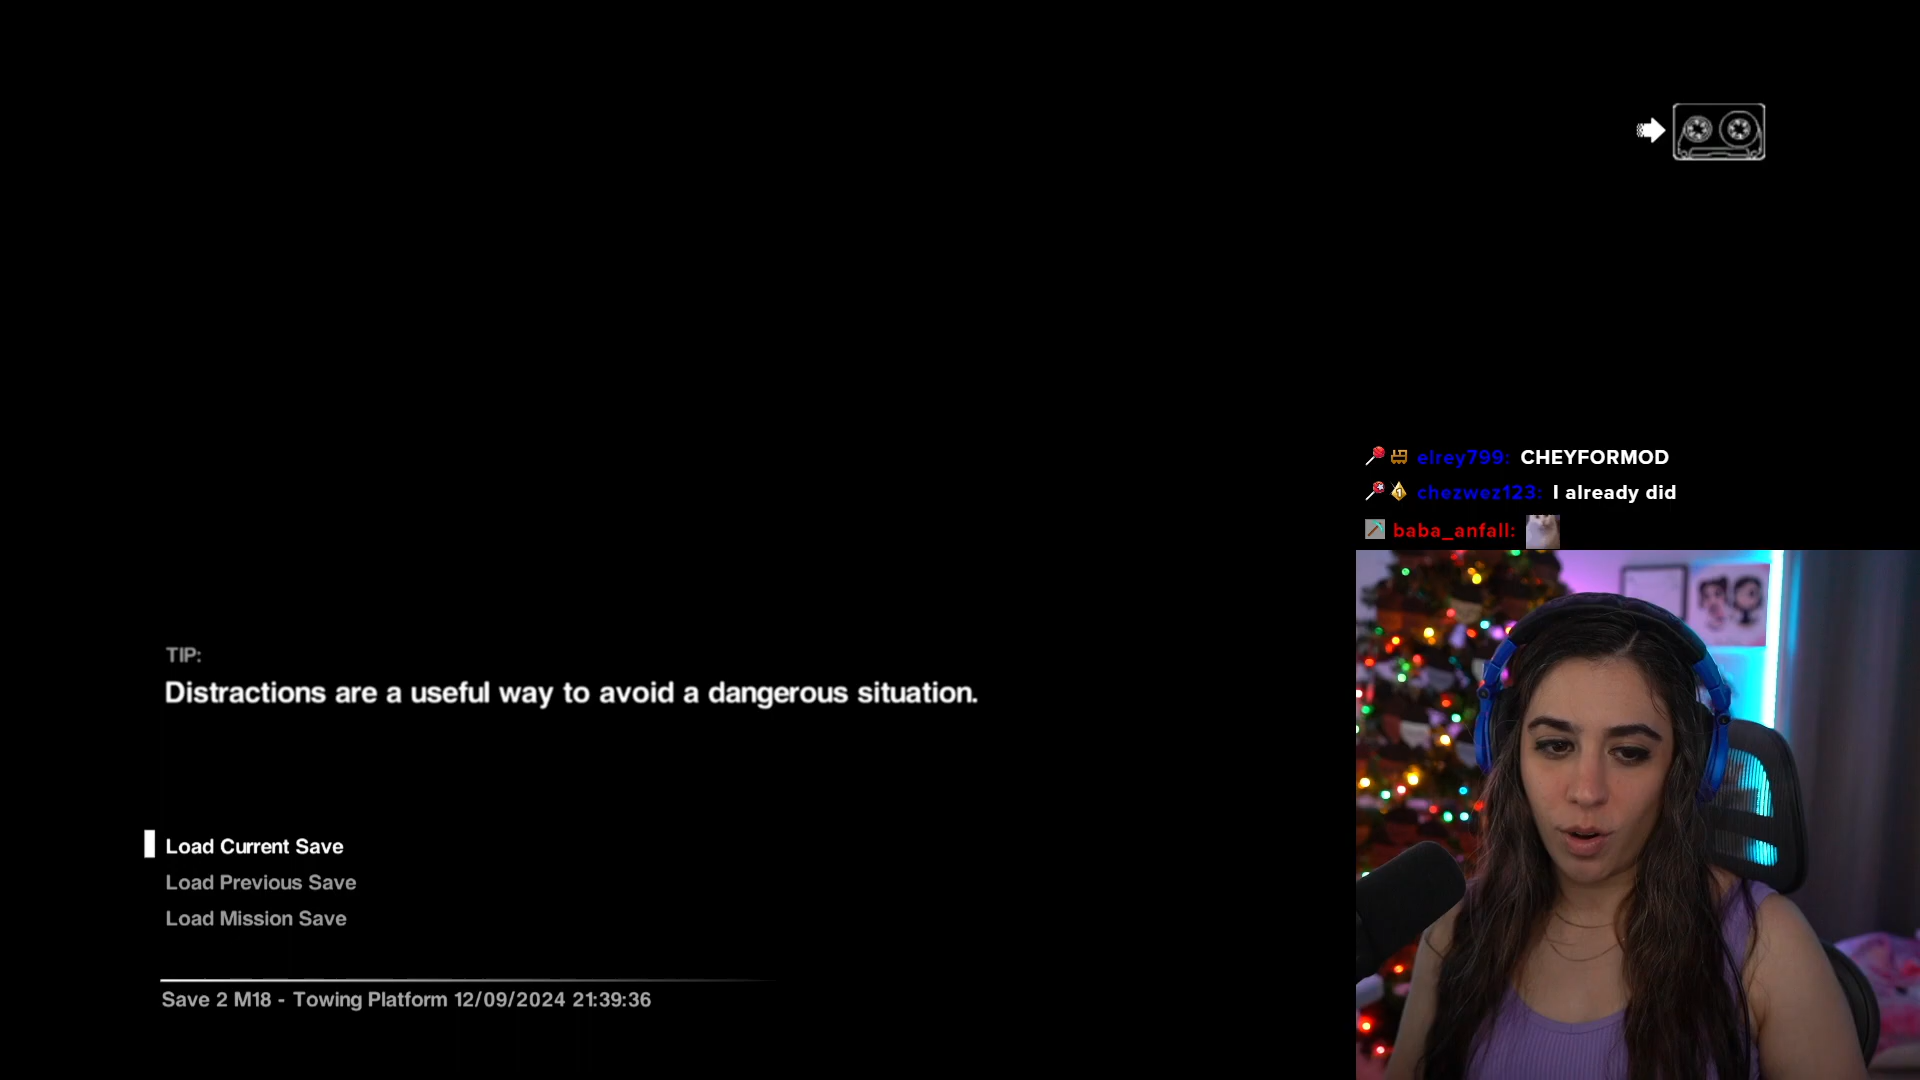 elrey799: CHEYFORMOD
chezwez123: I already did
baba_anfall:
TIP:
Distractions are a useful way to avoid a dangerous situation.
Load Current Save
Load Previous Save
Load Mission Save
Save 2 M18 - Towing Platform 12/09/2024 21:39:36